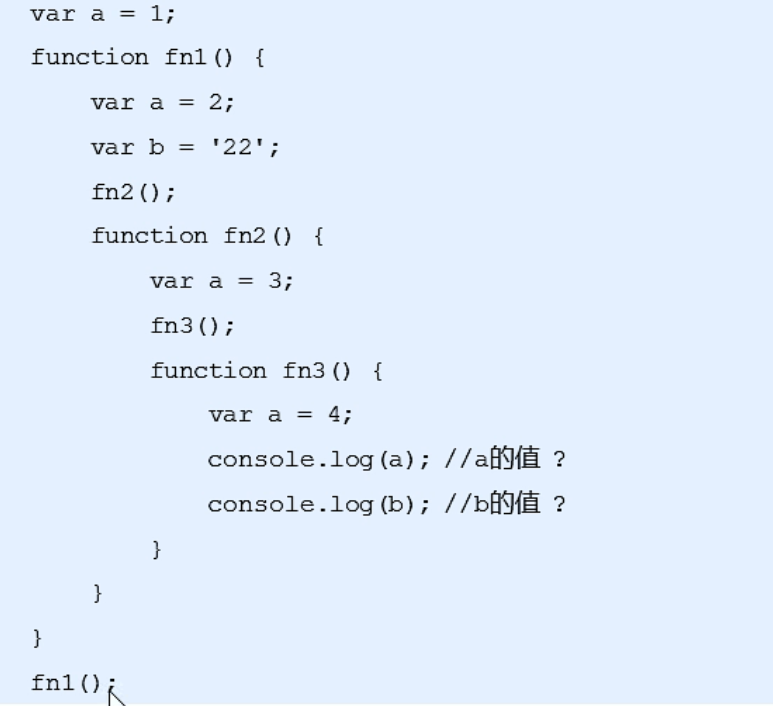 var a = 1;
function fn1() {
var a = 2;
var b = '22';
fn2();
function fn2() {
var a = 3;
fn3();
function fn3() {
var a = 4;
console.log(a); //a的值 ?
console.log(b); //b的值 ?
}
}
}
fn1();